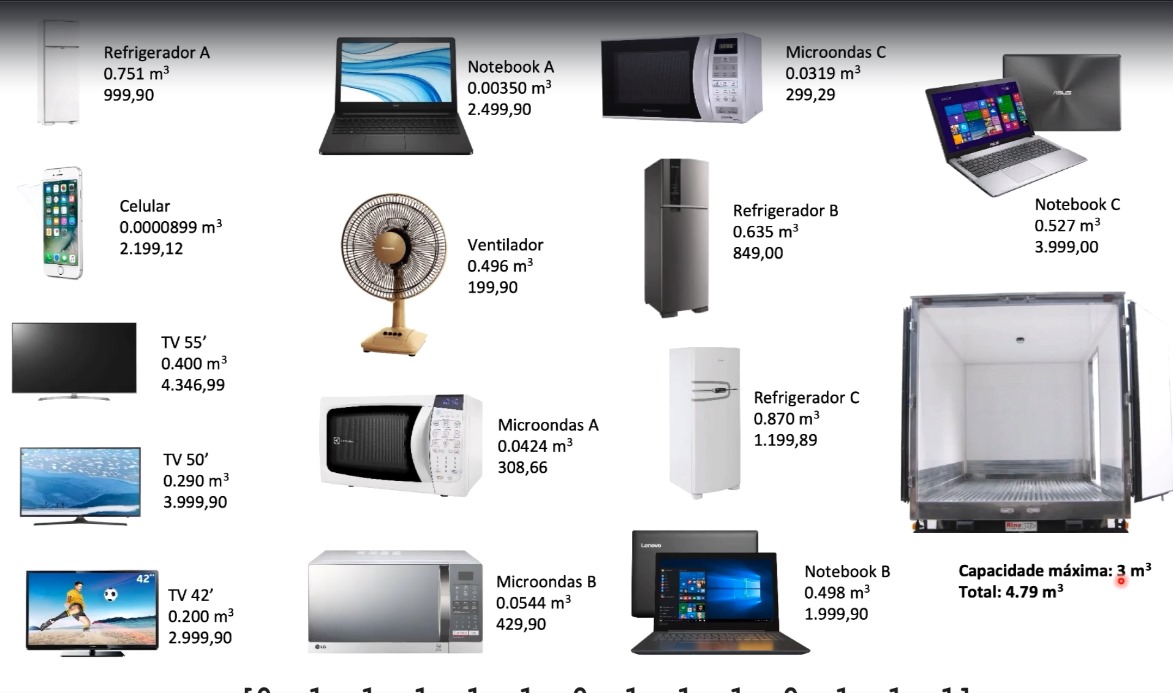 Refrigerador A
0.751 m³
999,90
Celular
0.0000899 m³
2.199,12
TV 55’
0.400 m³
4.346,99
TV 50’
0.290 m³
3.999,90
42"
TV 42’
0.200 m³
2.999,90
Notebook A
0.00350 m³
2.499,90
Ventilador
0.496 m³
199,90
Microondas A
0.0424 m³
308,66
Microondas B
0.0544 m³
429,90
LG
Microondas C
0.0319 m³
299,29
Refrigerador B
0.635 m³
849,00
Refrigerador C
0.870 m³
1.199,89
Lenovo
Notebook B
0.498 m³
1.999,90
ASUS
Notebook C
0.527 m³
3.999,00
Capacidade máxima: 3 m³
Total: 4.79 m³